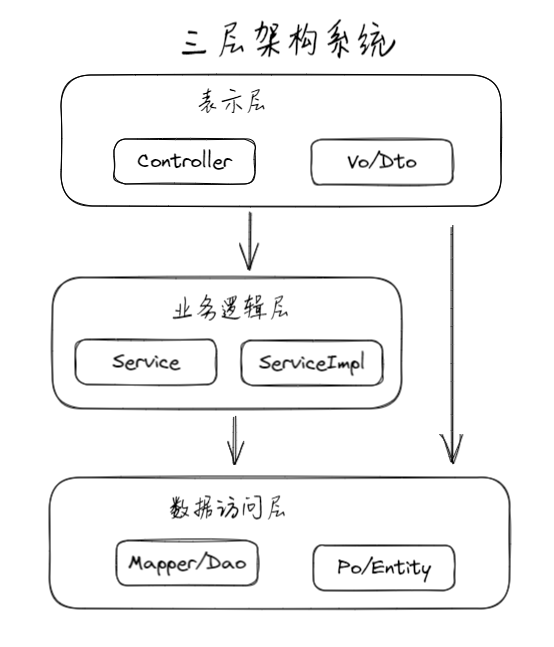 三层架构系统
表示层
Controller
Vo/Dto
业务逻辑层
Service
ServiceImpl
数据访问层
Mapper/Dao
Po/Entity